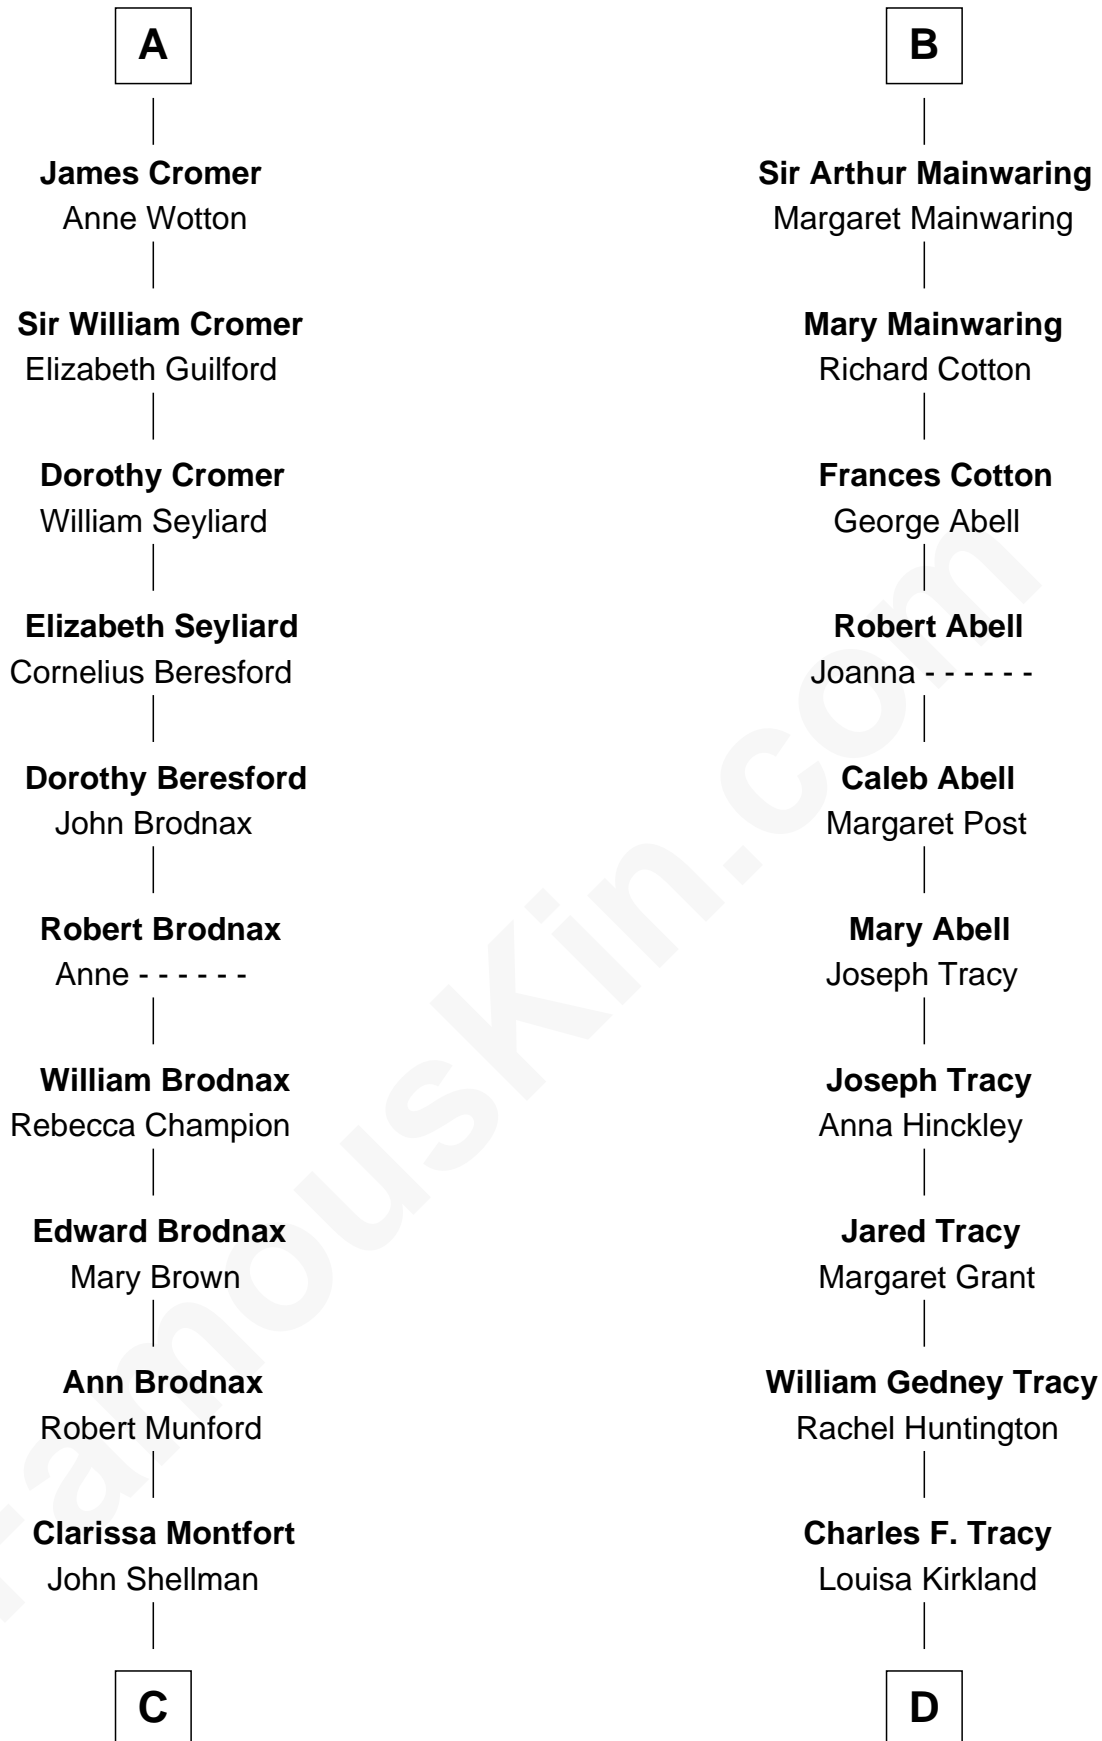 A
James Cromer
Anne Wotton
Sir William Cromer
Elizabeth Guilford
Dorothy Cromer
William Seyliard
Elizabeth Seyliard
Cornelius Beresford
Dorothy Beresford
John Brodnax
Robert Brodnax
Anne - - - - - -
William Brodnax
Rebecca Champion
Edward Brodnax
Mary Brown
Ann Brodnax
Robert Munford
Clarissa Montfort
John Shellman
C
B
Sir Arthur Mainwaring
Margaret Mainwaring
Mary Mainwaring
Richard Cotton
Frances Cotton
George Abell
Robert Abell
Joanna - - - - - -
Caleb Abell
Margaret Post
Mary Abell
Joseph Tracy
Joseph Tracy
Anna Hinckley
Jared Tracy
Margaret Grant
William Gedney Tracy
Rachel Huntington
Charles F. Tracy
Louisa Kirkland
D
FamousKin.com